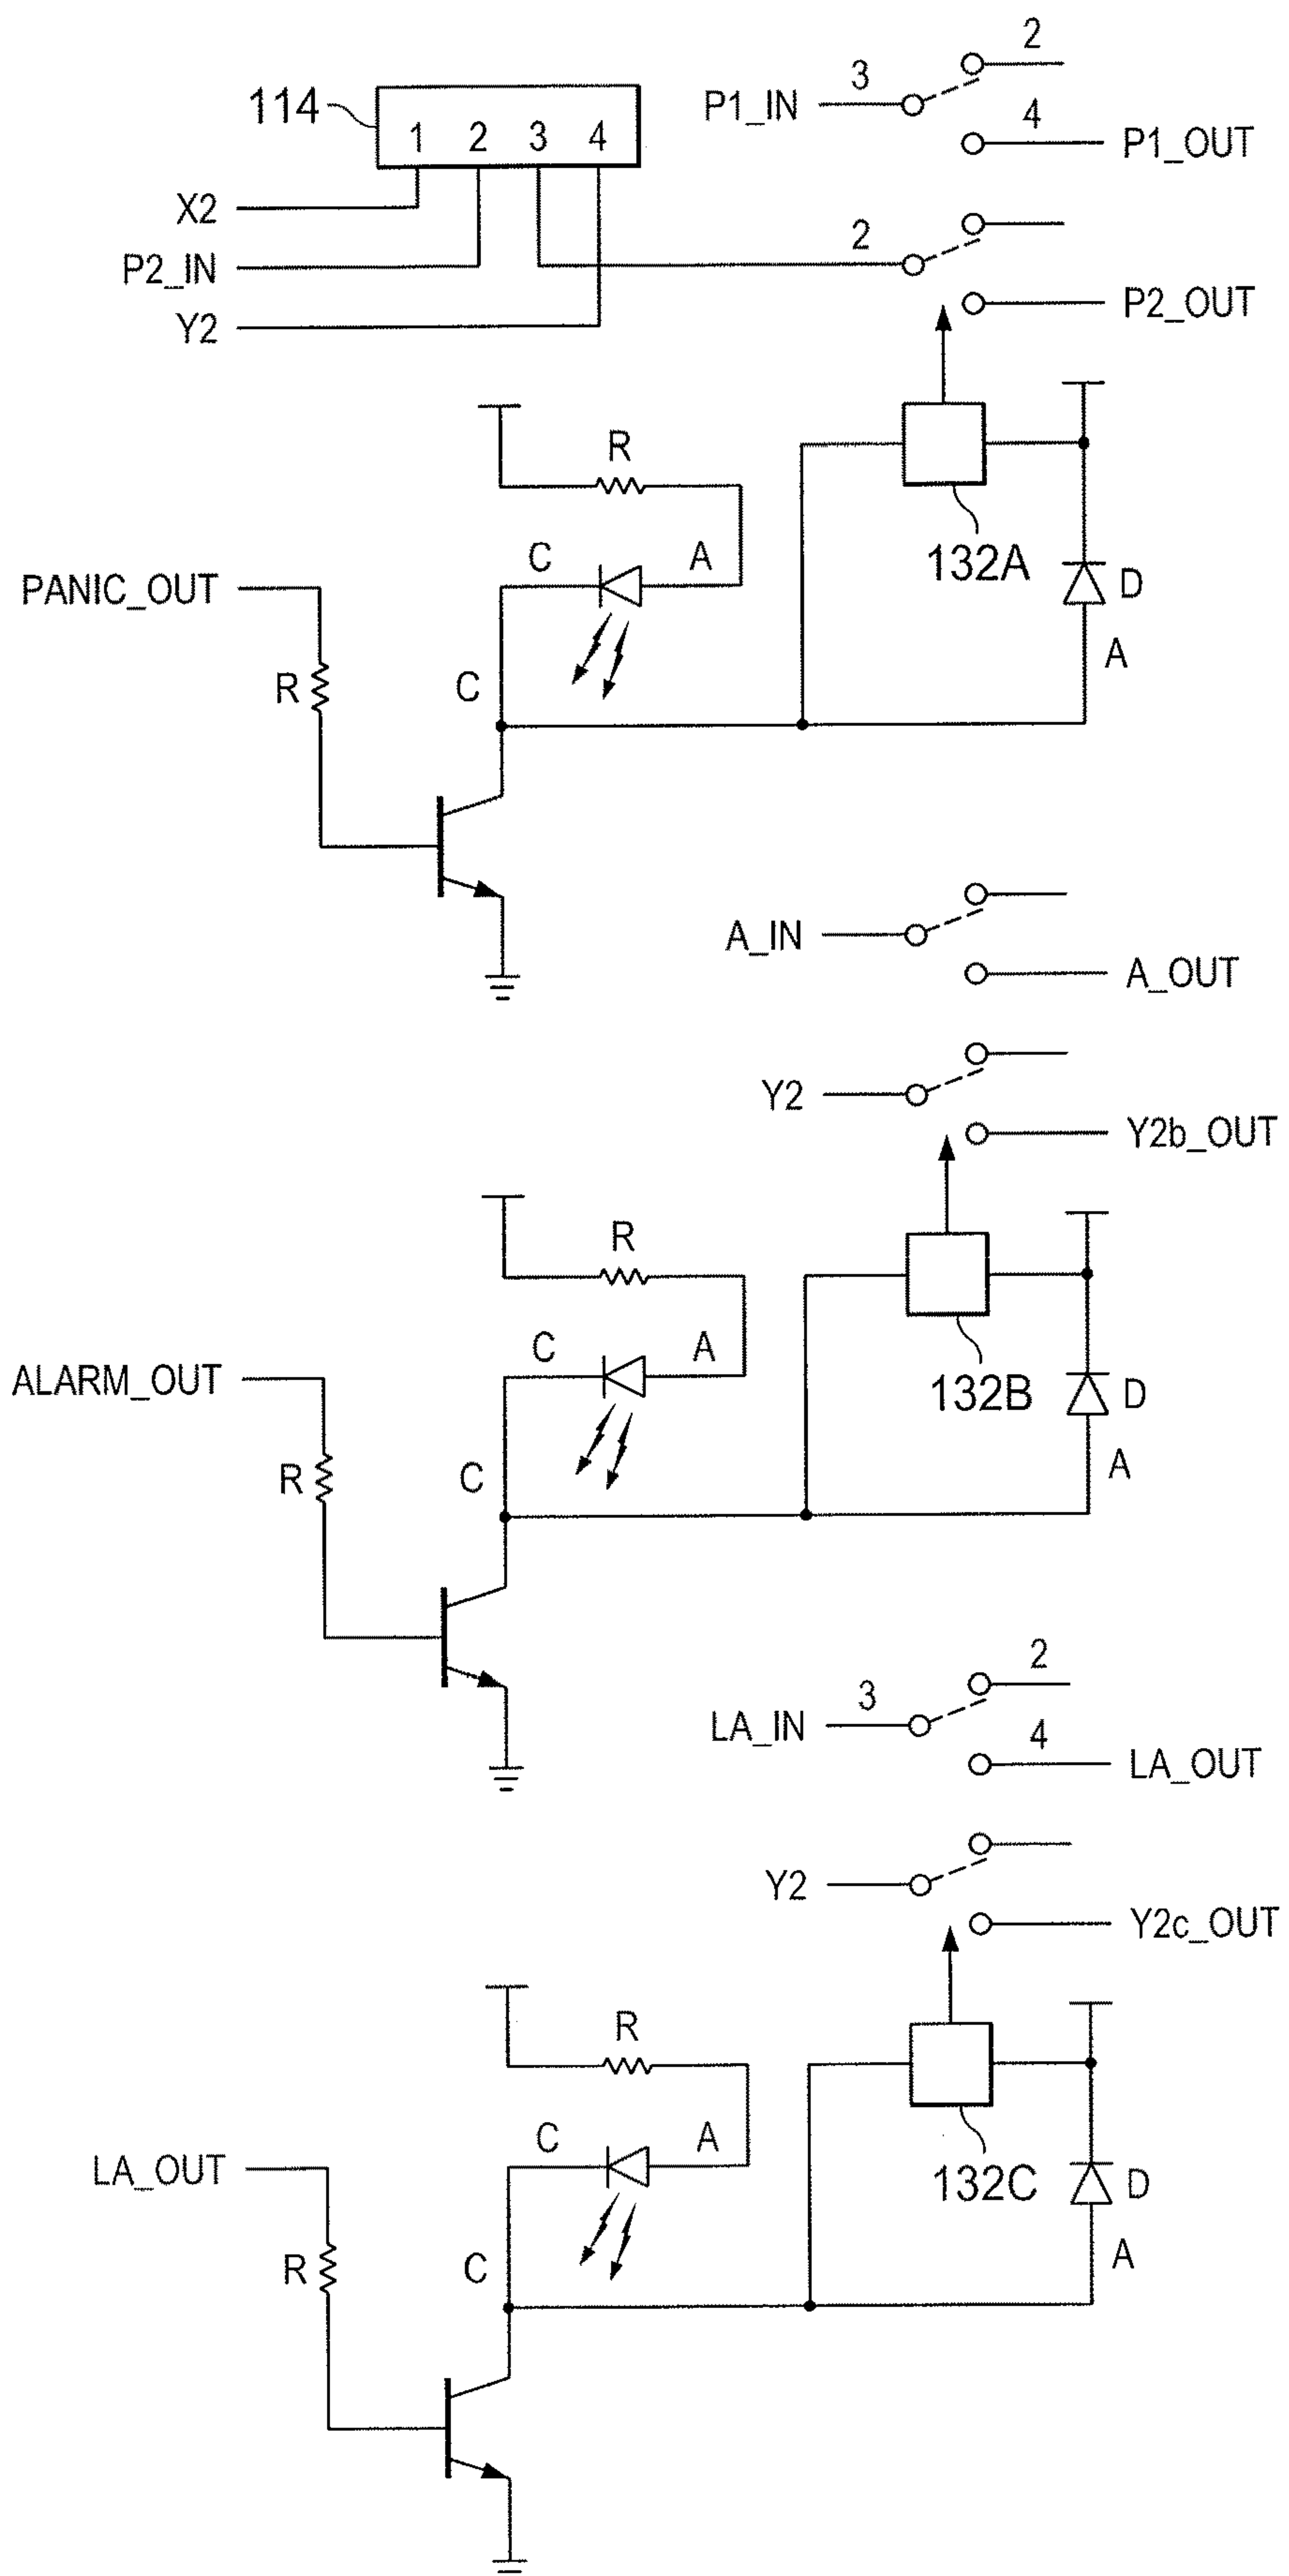 2
3
P1_IN
4
P1_OUT
114
1 2 3 4
X2
P2_IN
Y2
2
P2_OUT
R
C
A
132A
D
A
PANIC_OUT
R
C
A_IN
A_OUT
Y2
Y2b_OUT
R
C
A
132B
D
A
ALARM_OUT
R
C
2
3
LA_IN
4
LA_OUT
Y2
Y2c_OUT
R
C
A
132C
D
A
LA_OUT
R
C